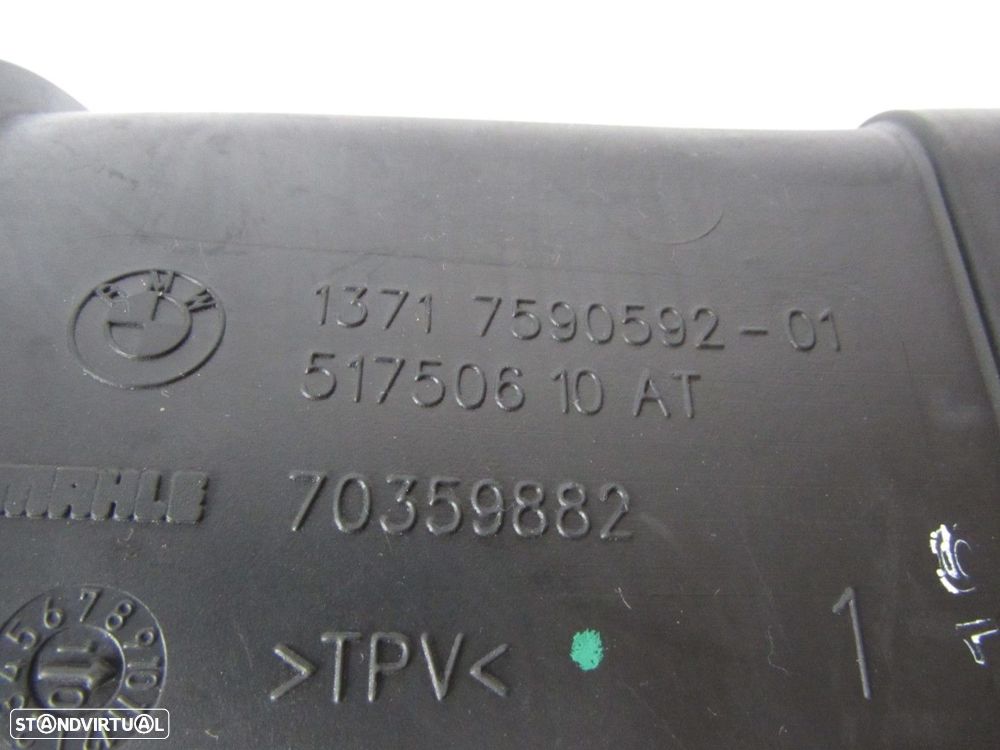 BMW
1371 7590592-01
517506 10 AT
MAHLE 70359882
>TPV<
1
STANDVIRTUAL